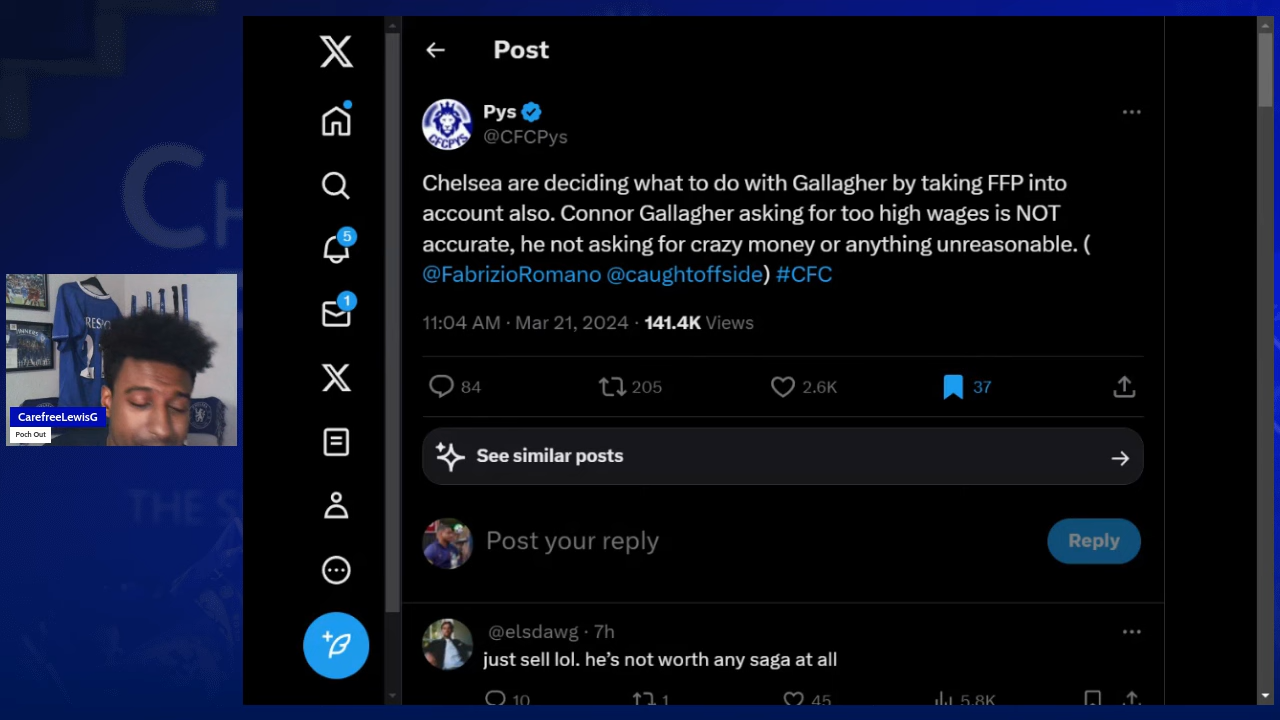 Post
Pys
@CFCPys
CFCPYS
Chelsea are deciding what to do with Gallagher by taking FFP into
account also. Connor Gallagher asking for too high wages is NOT
accurate, he not asking for crazy money or anything unreasonable. (
@FabrizioRomano @caughtoffside) #CFC
11:04 AM · Mar 21, 2024 · 141.4K Views
84
205
2.6K
37
See similar posts
Post your reply
Reply
@elsdawg · 7h
just sell lol. he's not worth any saga at all
10
1
45
5.8K
5
1
CarefreeLewisG
Poch Out
THE S